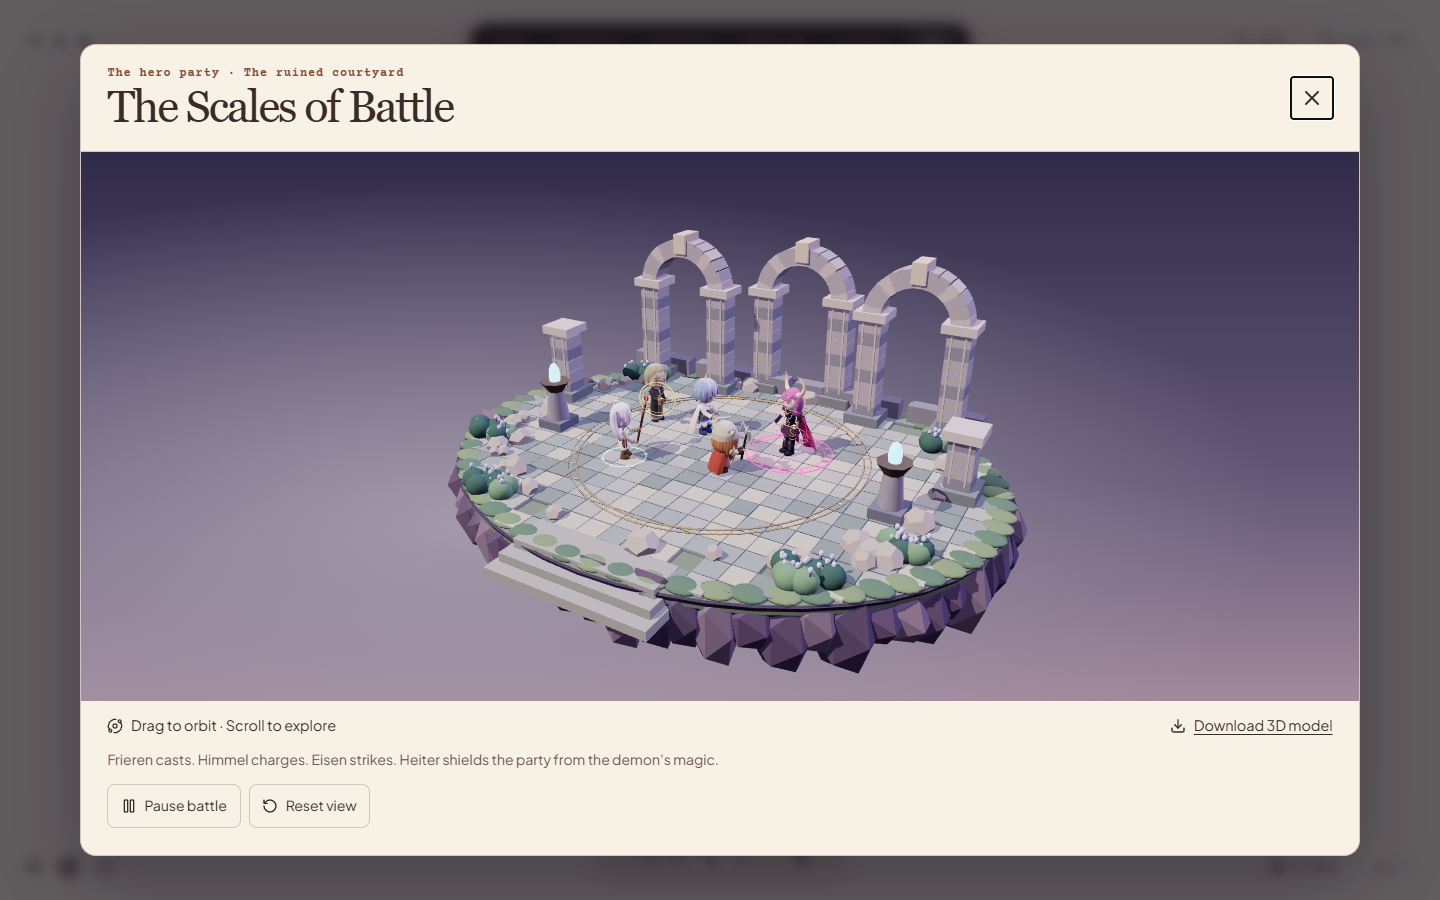 The hero party · The ruined courtyard
The Scales of Battle
Drag to orbit · Scroll to explore
Download 3D model
Frieren casts. Himmel charges. Eisen strikes. Heiter shields the party from the demon’s magic.
Pause battle
Reset view